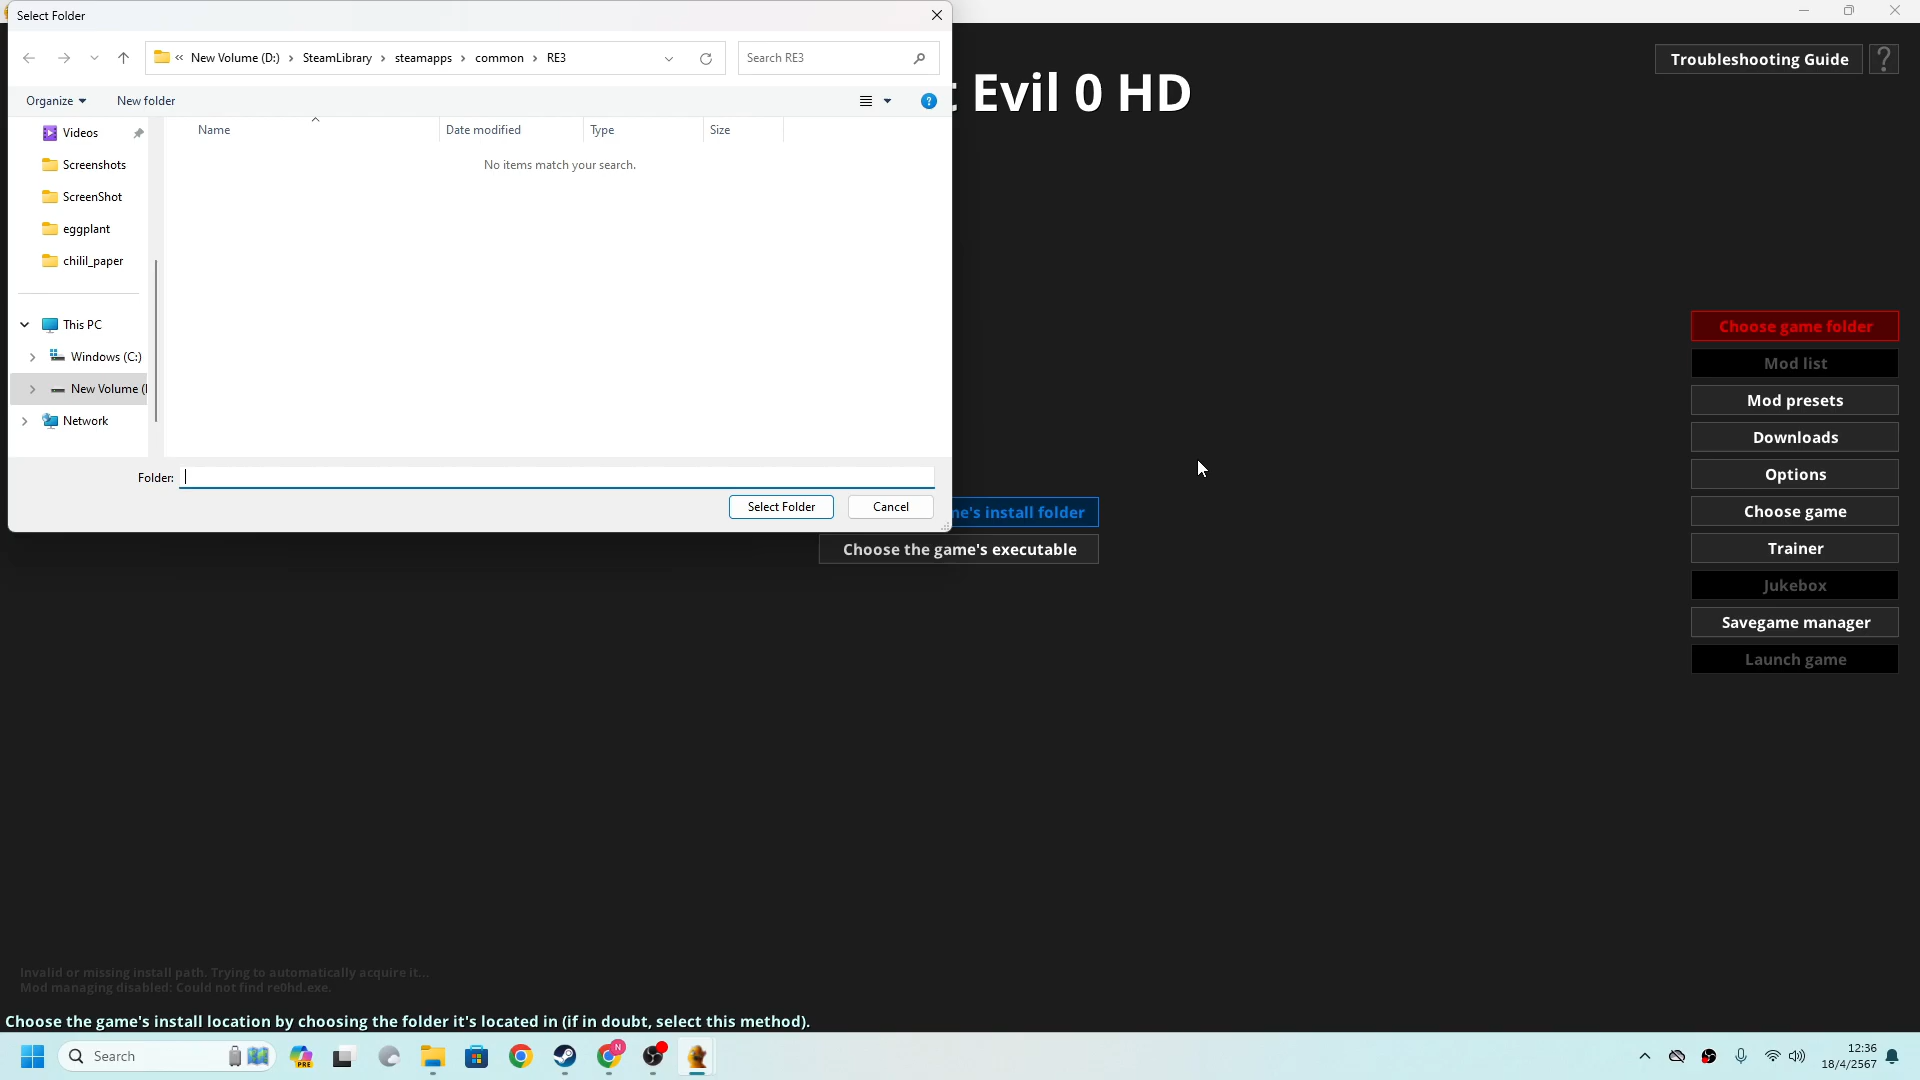 Select Folder
« New Volume (D:) › SteamLibrary › steamapps › common › RE3
Search RE3
Organize
New folder
?
Name
Date modified
Type
Size
No items match your search.
Videos
Screenshots
ScreenShot
eggplant
chilil_paper
This PC
Windows (C:)
New Volume (
Network
Folder:
Select Folder
Cancel
Evil 0 HD
Troubleshooting Guide
?
's install folder
Choose the game's executable
Choose game folder
Mod list
Mod presets
Downloads
Options
Choose game
Trainer
Jukebox
Savegame manager
Launch game
Invalid or missing install path. Trying to automatically acquire it...
Mod managing disabled: Could not find re0hd.exe.
Choose the game's install location by choosing the folder it's located in (if in doubt, select this method).
Search
PRE
N
12:36
18/4/2567